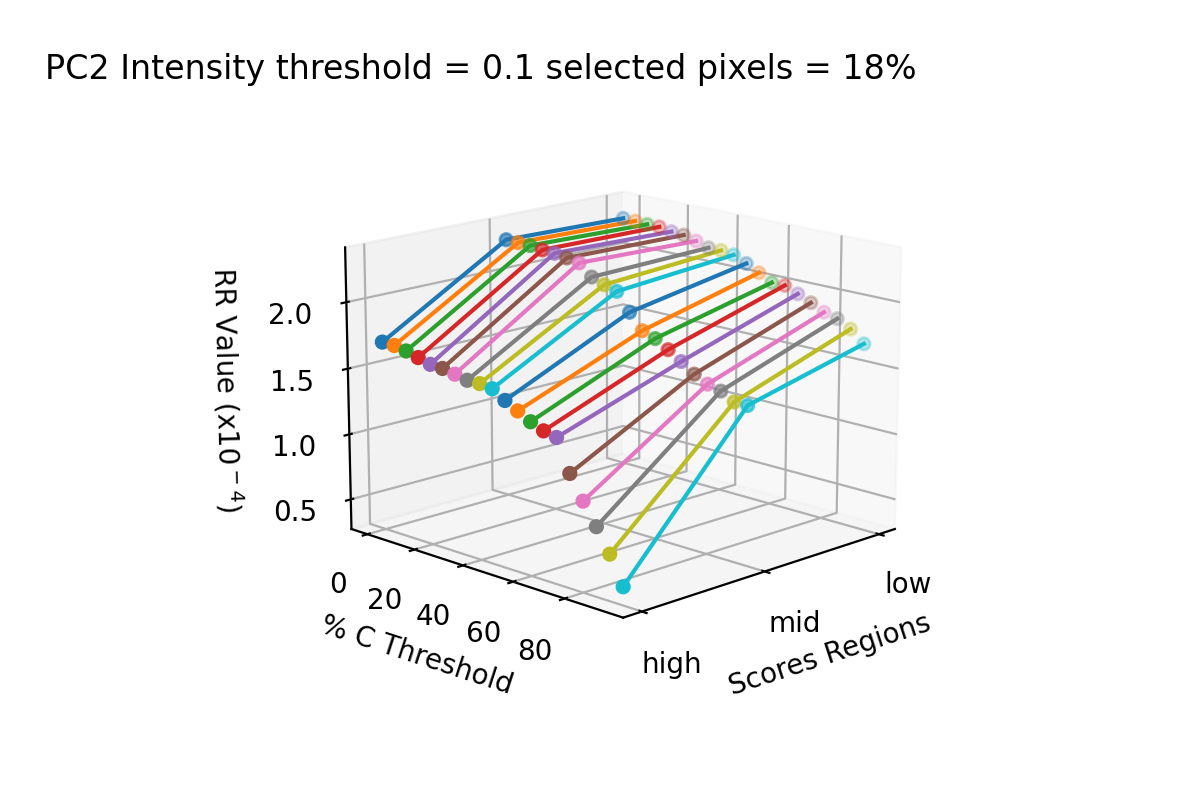 PC2 Intensity threshold = 0.1 selected pixels = 18%
RR Value (x10⁻⁴)
2.0
1.5
1.0
0.5
0
20
40
60
80
% C Threshold
high
mid
low
Scores Regions